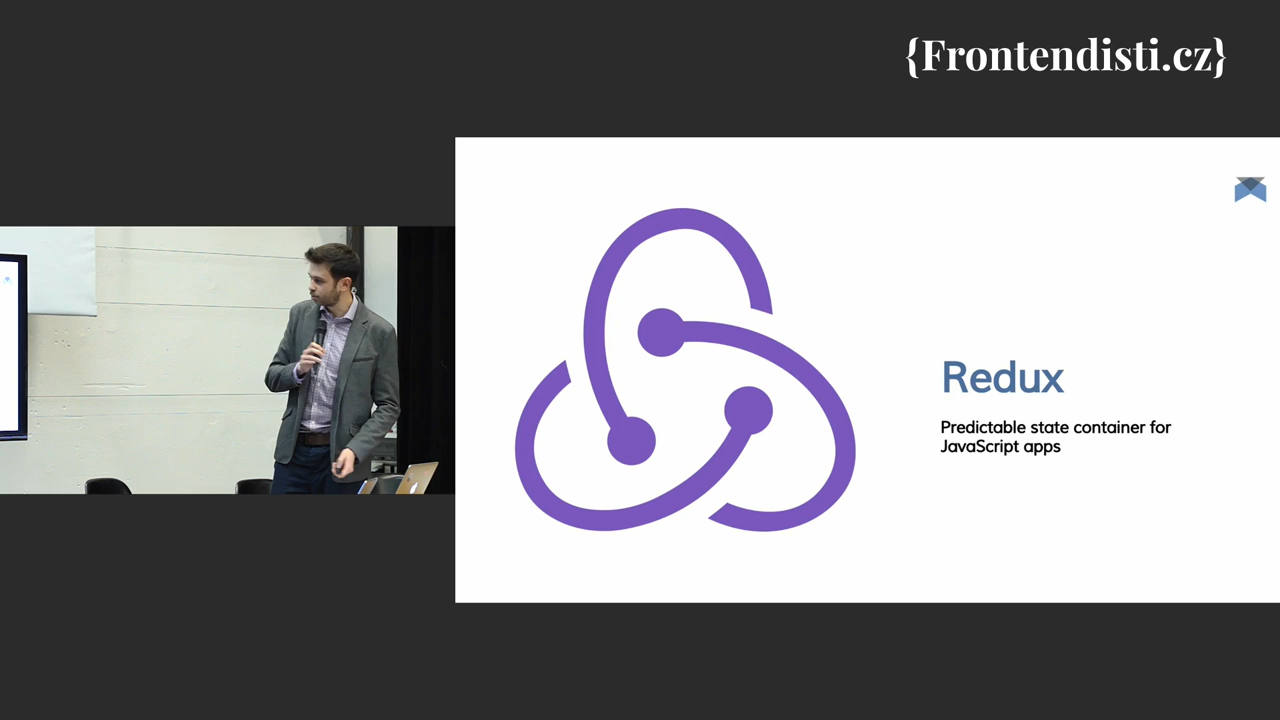 {Frontendisti.cz}
Redux
Predictable state container for
JavaScript apps